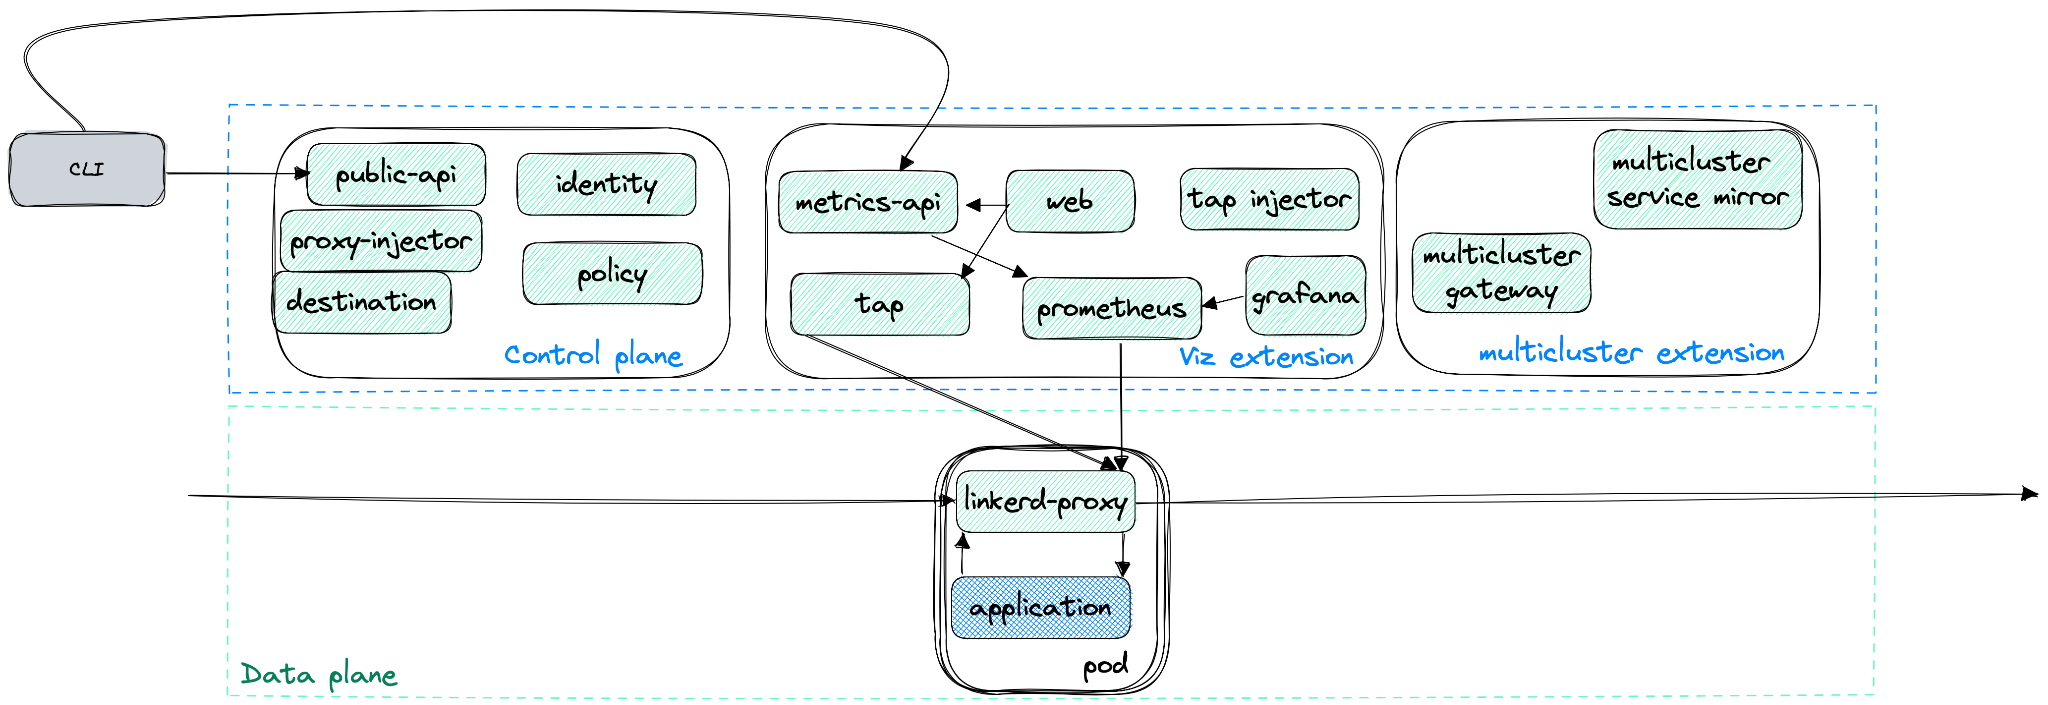 CLI
public-api
identity
proxy-injector
policy
destination
Control plane
metrics-api
web
tap injector
tap
prometheus
grafana
Viz extension
multicluster
service mirror
multicluster
gateway
multicluster extension
linkerd-proxy
application
pod
Data plane